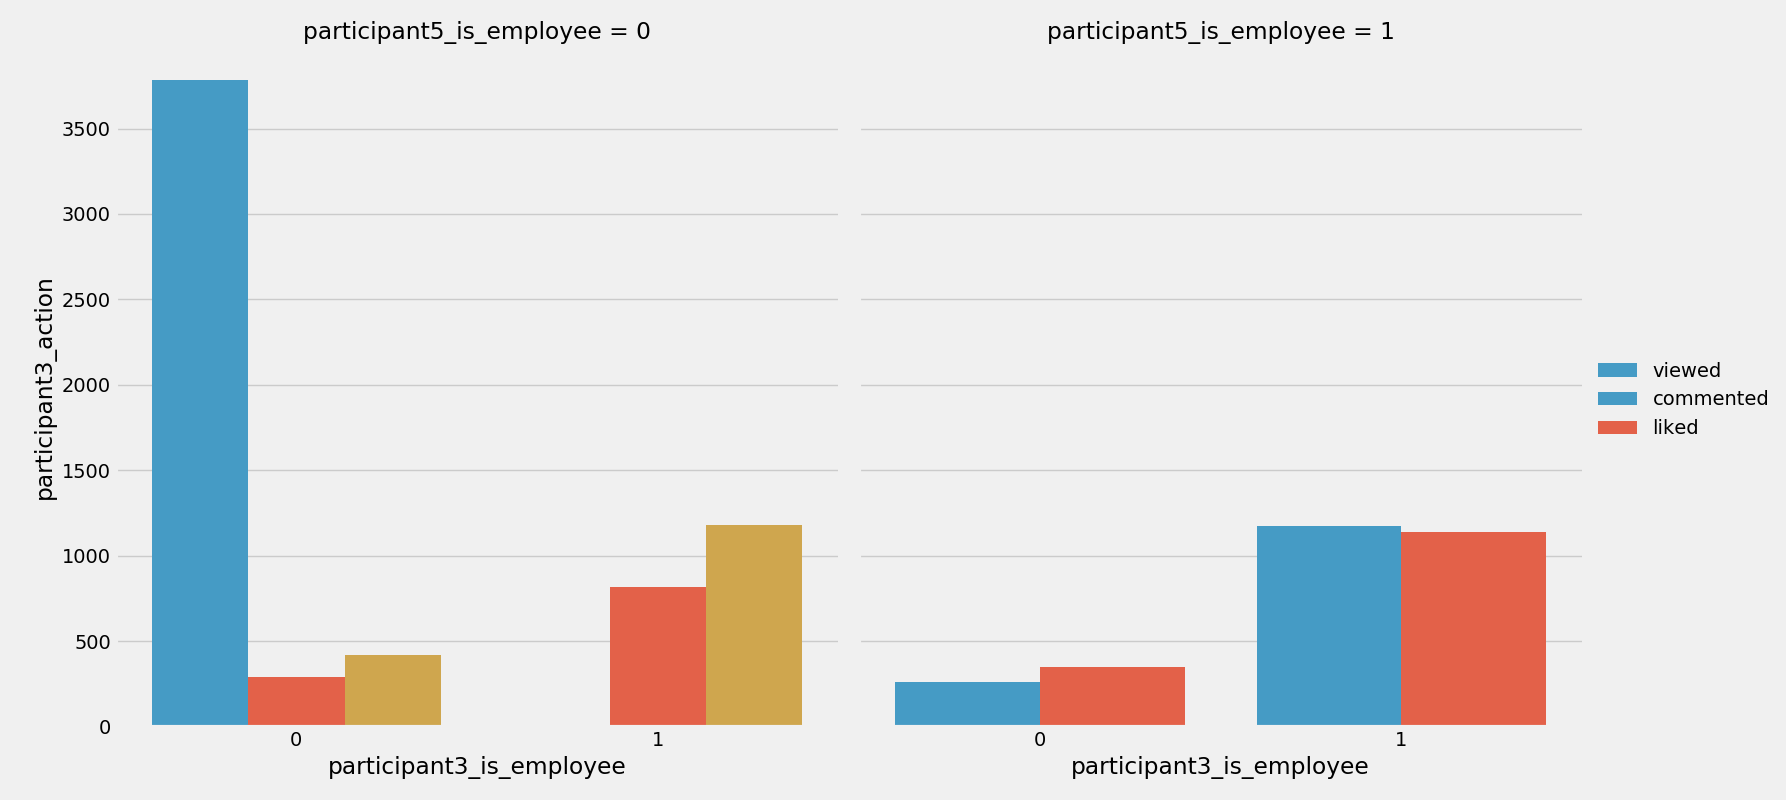 participant5_is_employee = 0
participant5_is_employee = 1
participant3_action
3500
3000
2500
2000
1500
1000
500
0
0
1
participant3_is_employee
0
1
participant3_is_employee
viewed
commented
liked